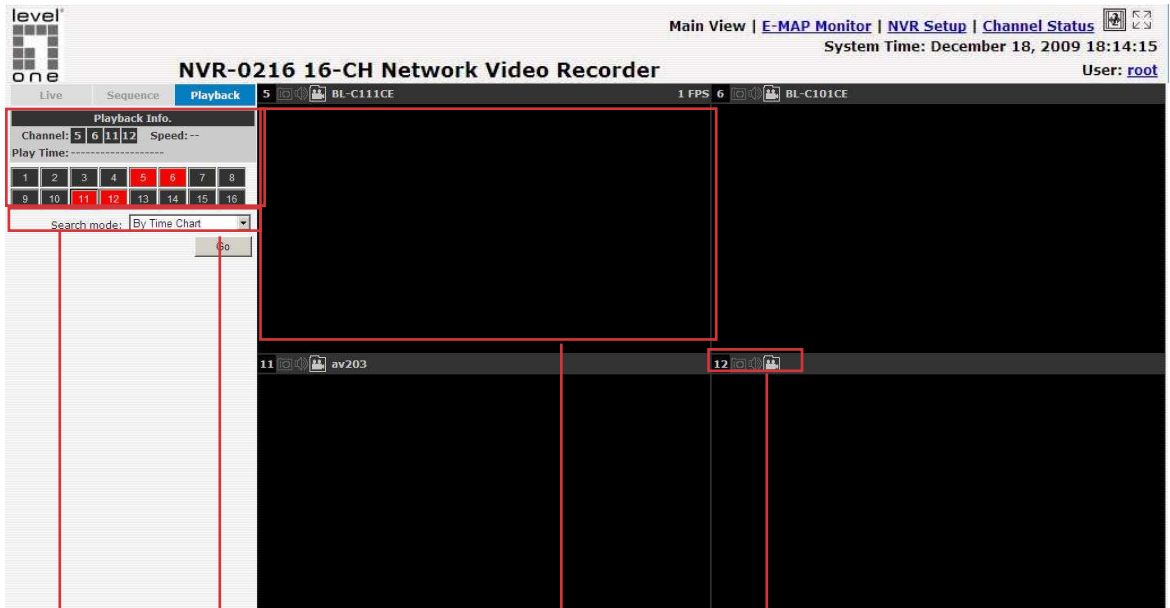 level
one
Main View | E-MAP Monitor | NVR Setup | Channel Status
System Time: December 18, 2009 18:14:15
NVR-0216 16-CH Network Video Recorder
User: root
Live Sequence Playback
5 BL-C111CE 1 FPS
6 BL-C101CE
Playback Info.
Channel: 5 6 11 12 Speed: --
Play Time: -------------------
1 2 3 4 5 6 7 8
9 10 11 12 13 14 15 16
Search mode: By Time Chart
Go
11 av203
12